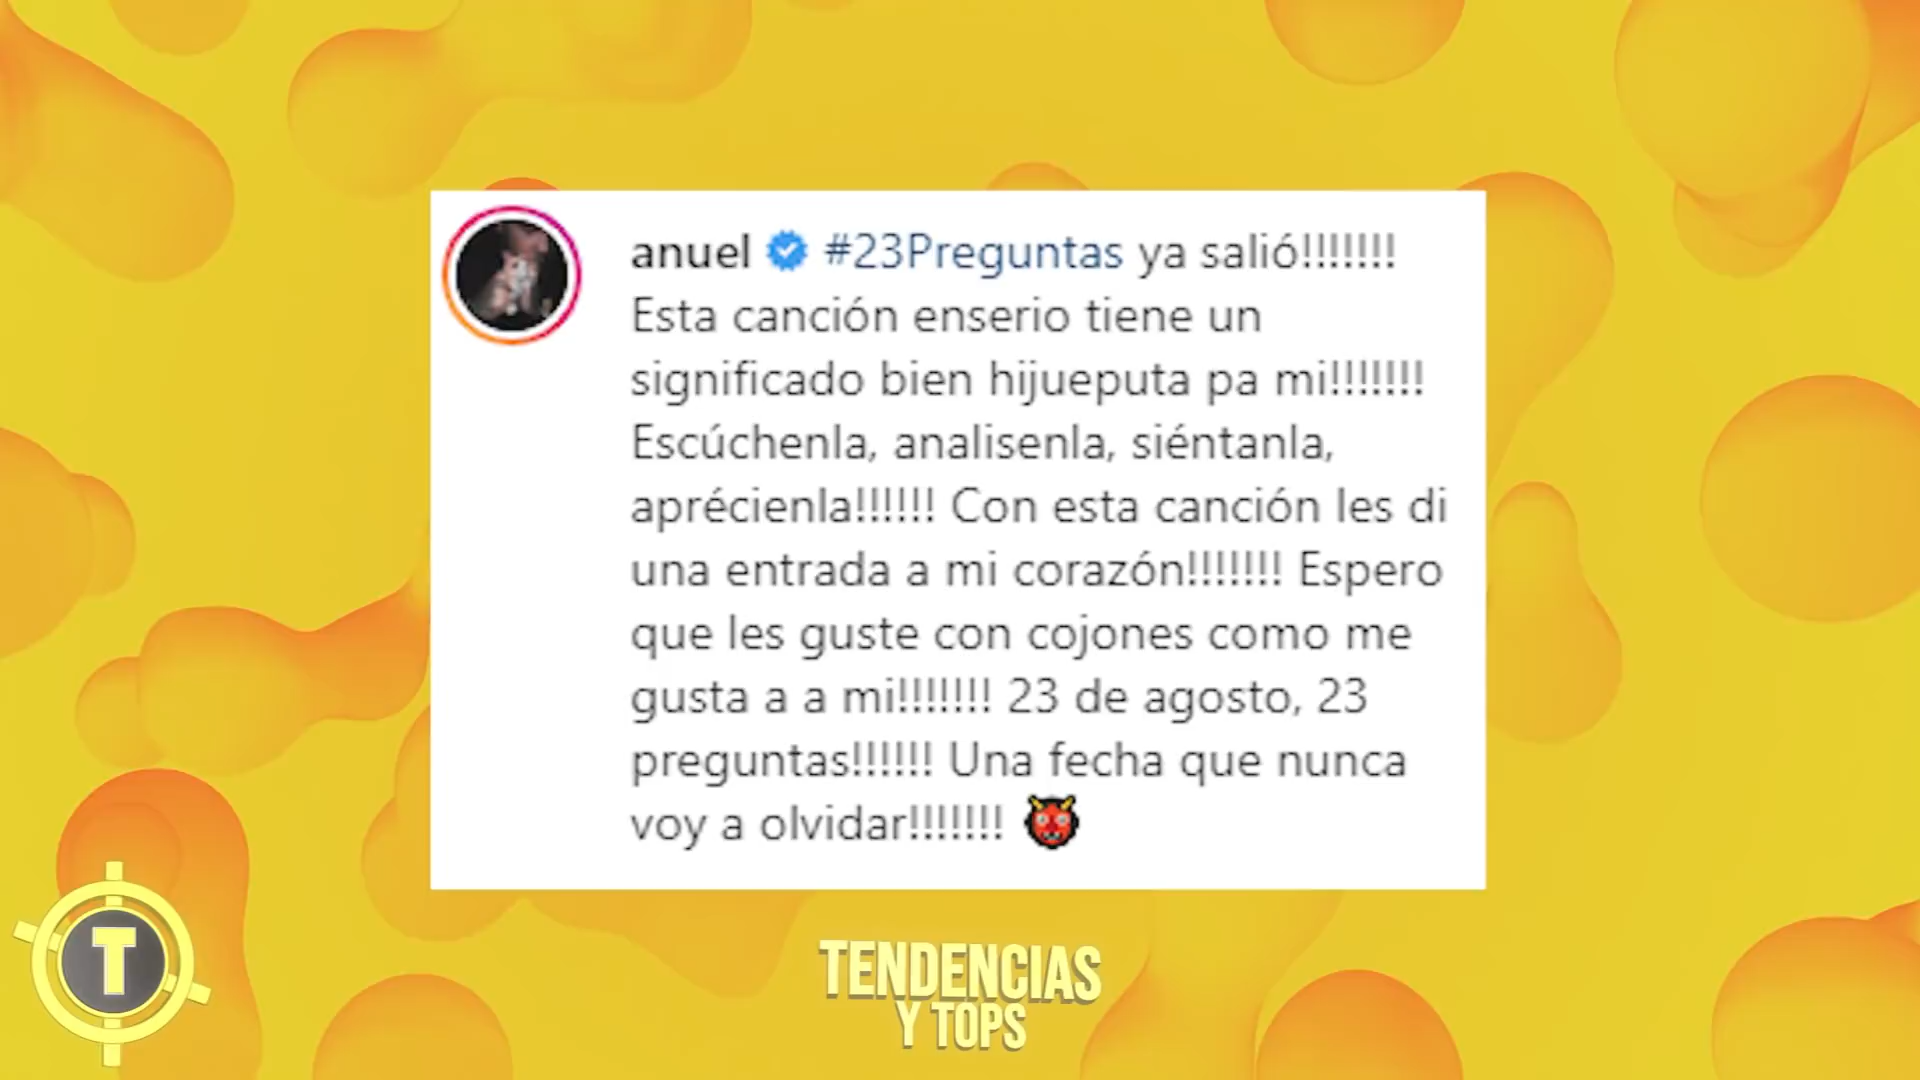 anuel #23Preguntas ya salió!!!!!!!
Esta canción enserio tiene un
significado bien hijueputa pa mi!!!!!!!
Escúchenla, analisenla, siéntanla,
aprécienla!!!!!! Con esta canción les di
una entrada a mi corazón!!!!!!! Espero
que les guste con cojones como me
gusta a a mi!!!!!!! 23 de agosto, 23
preguntas!!!!!! Una fecha que nunca
voy a olvidar!!!!!!! 👹
T
TENDENCIAS
Y TOPS